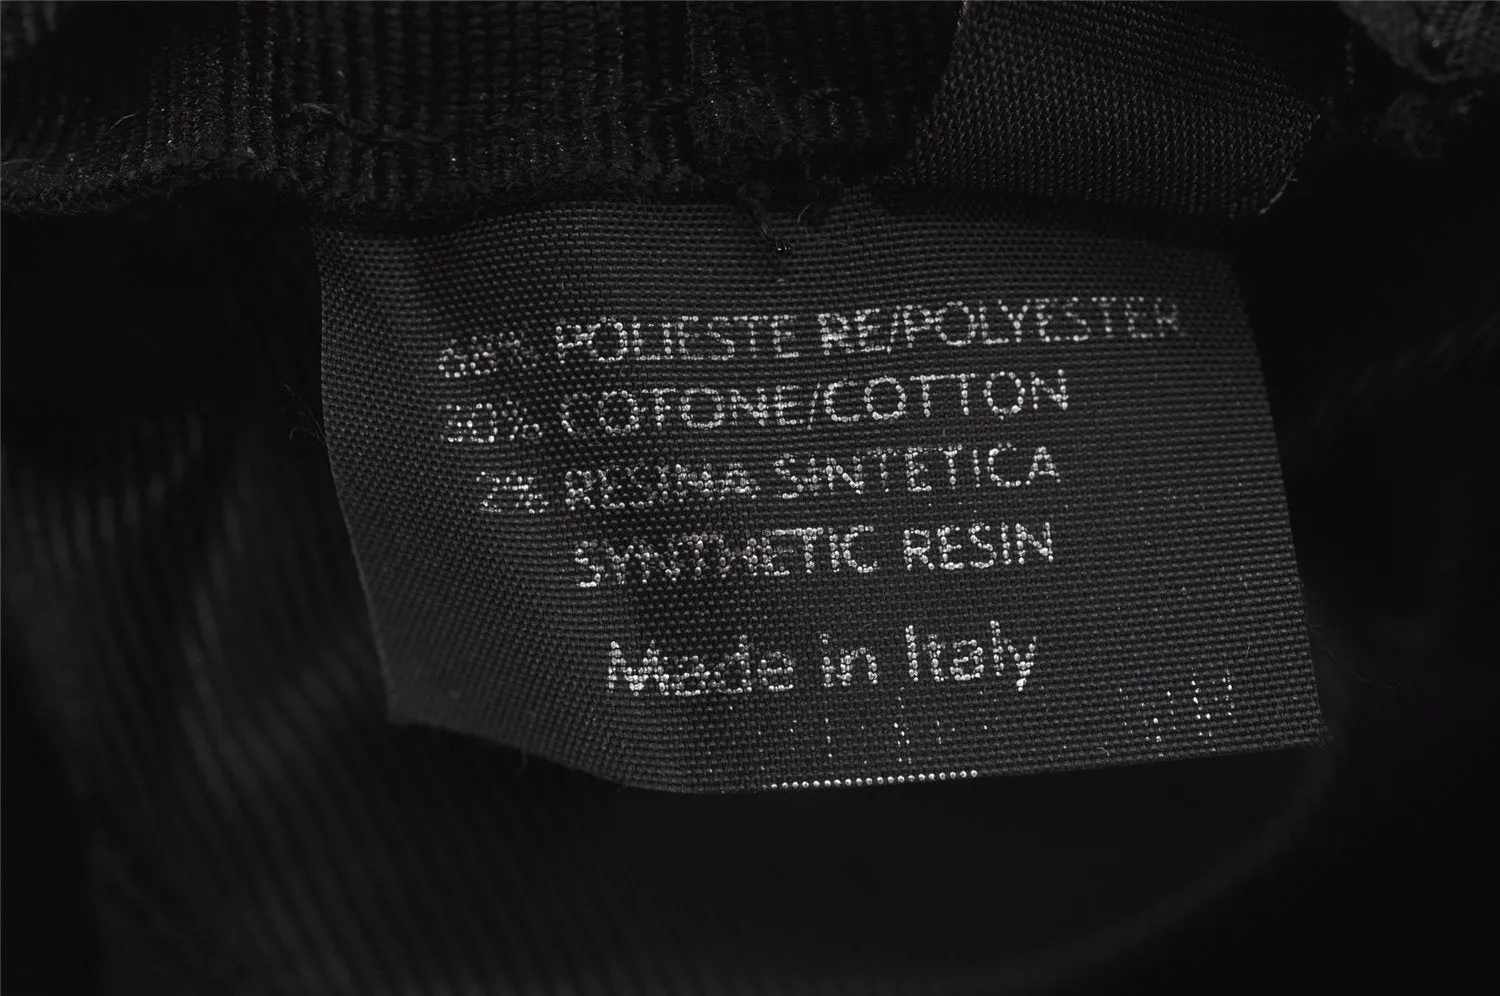 68% POLIESTE RE/POLYESTER
30% COTONE/COTTON
2% RESINA SINTETICA
SYNTHETIC RESIN
Made in Italy